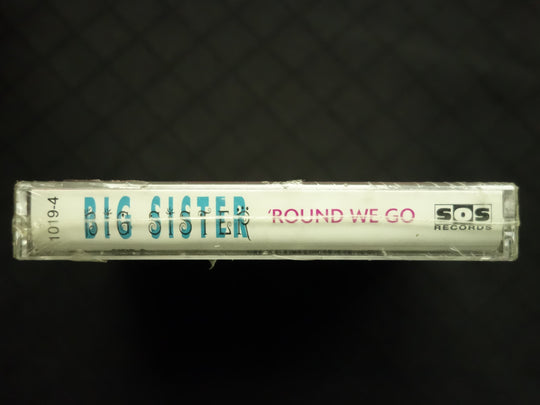 1019-4
BIG SISTER
'ROUND WE GO
SOS
RECORDS